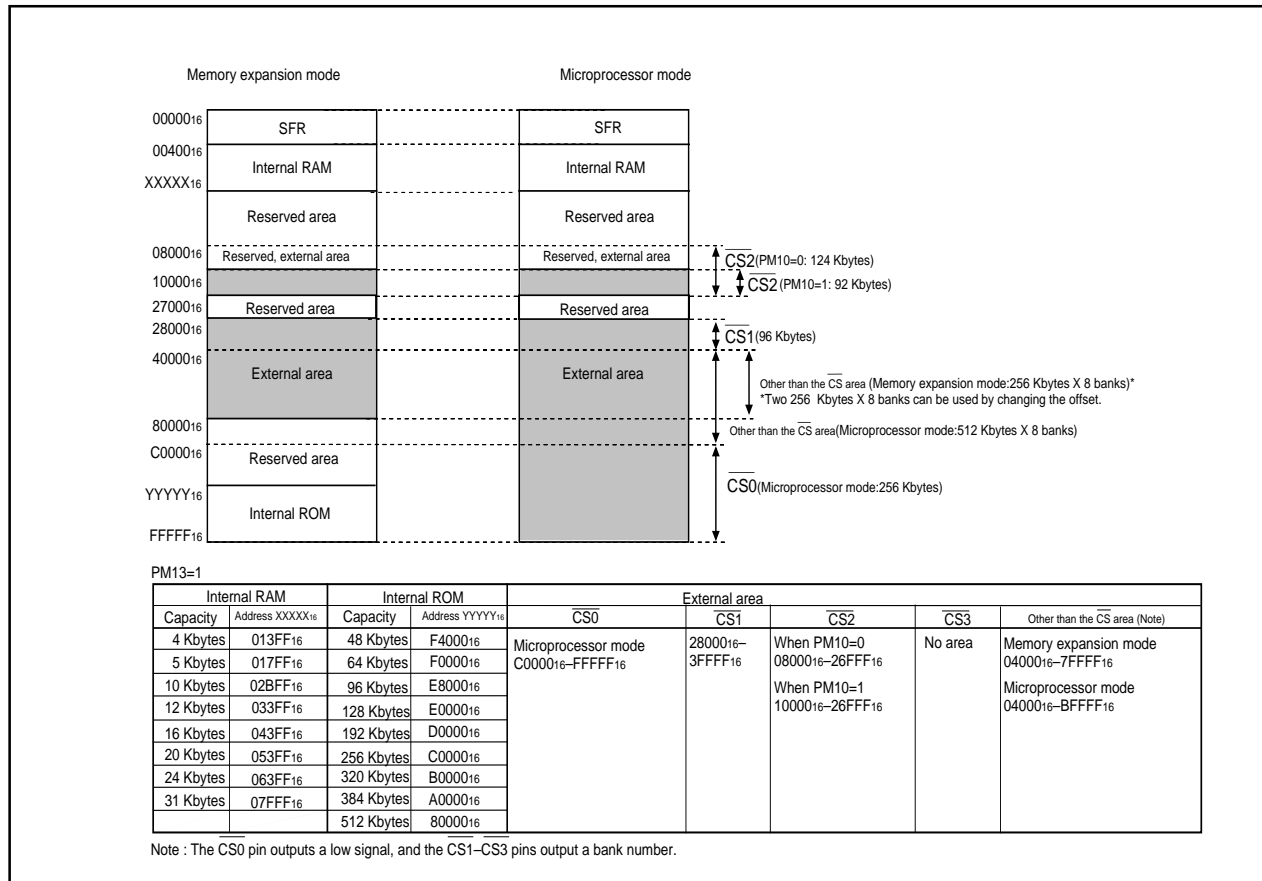 Memory expansion mode
Microprocessor mode
00000₁₆
SFR
SFR
00400₁₆
Internal RAM
Internal RAM
XXXXX₁₆
Reserved area
Reserved area
08000₁₆
Reserved, external area
Reserved, external area
CS2(PM10=0: 124 Kbytes)
10000₁₆
CS2(PM10=1: 92 Kbytes)
27000₁₆
Reserved area
Reserved area
28000₁₆
CS1(96 Kbytes)
40000₁₆
External area
External area
Other than the CS area (Memory expansion mode:256 Kbytes X 8 banks)*
*Two 256 Kbytes X 8 banks can be used by changing the offset.
80000₁₆
Other than the CS area(Microprocessor mode:512 Kbytes X 8 banks)
C0000₁₆
Reserved area
CS0(Microprocessor mode:256 Kbytes)
YYYYY₁₆
Internal ROM
FFFFF₁₆
PM13=1
Internal RAM Internal ROM External area
Capacity Address XXXXX₁₆ Capacity Address YYYYY₁₆ CS0 CS1 CS2 CS3 Other than the CS area (Note)
4 Kbytes 013FF₁₆ 48 Kbytes F4000₁₆ Microprocessor mode 28000₁₆– When PM10=0 No area Memory expansion mode
5 Kbytes 017FF₁₆ 64 Kbytes F0000₁₆ C0000₁₆–FFFFF₁₆ 3FFFF₁₆ 08000₁₆–26FFF₁₆ 04000₁₆–7FFFF₁₆
10 Kbytes 02BFF₁₆ 96 Kbytes E8000₁₆ When PM10=1 Microprocessor mode
12 Kbytes 033FF₁₆ 128 Kbytes E0000₁₆ 10000₁₆–26FFF₁₆ 04000₁₆–BFFFF₁₆
16 Kbytes 043FF₁₆ 192 Kbytes D0000₁₆
20 Kbytes 053FF₁₆ 256 Kbytes C0000₁₆
24 Kbytes 063FF₁₆ 320 Kbytes B0000₁₆
31 Kbytes 07FFF₁₆ 384 Kbytes A0000₁₆
512 Kbytes 80000₁₆
Note : The CS0 pin outputs a low signal, and the CS1–CS3 pins output a bank number.